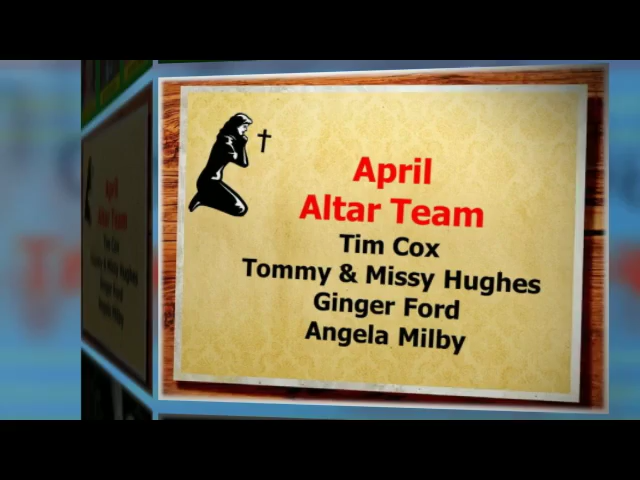 April
Altar Team
Tim Cox
Tommy & Missy Hughes
Ginger Ford
Angela Milby